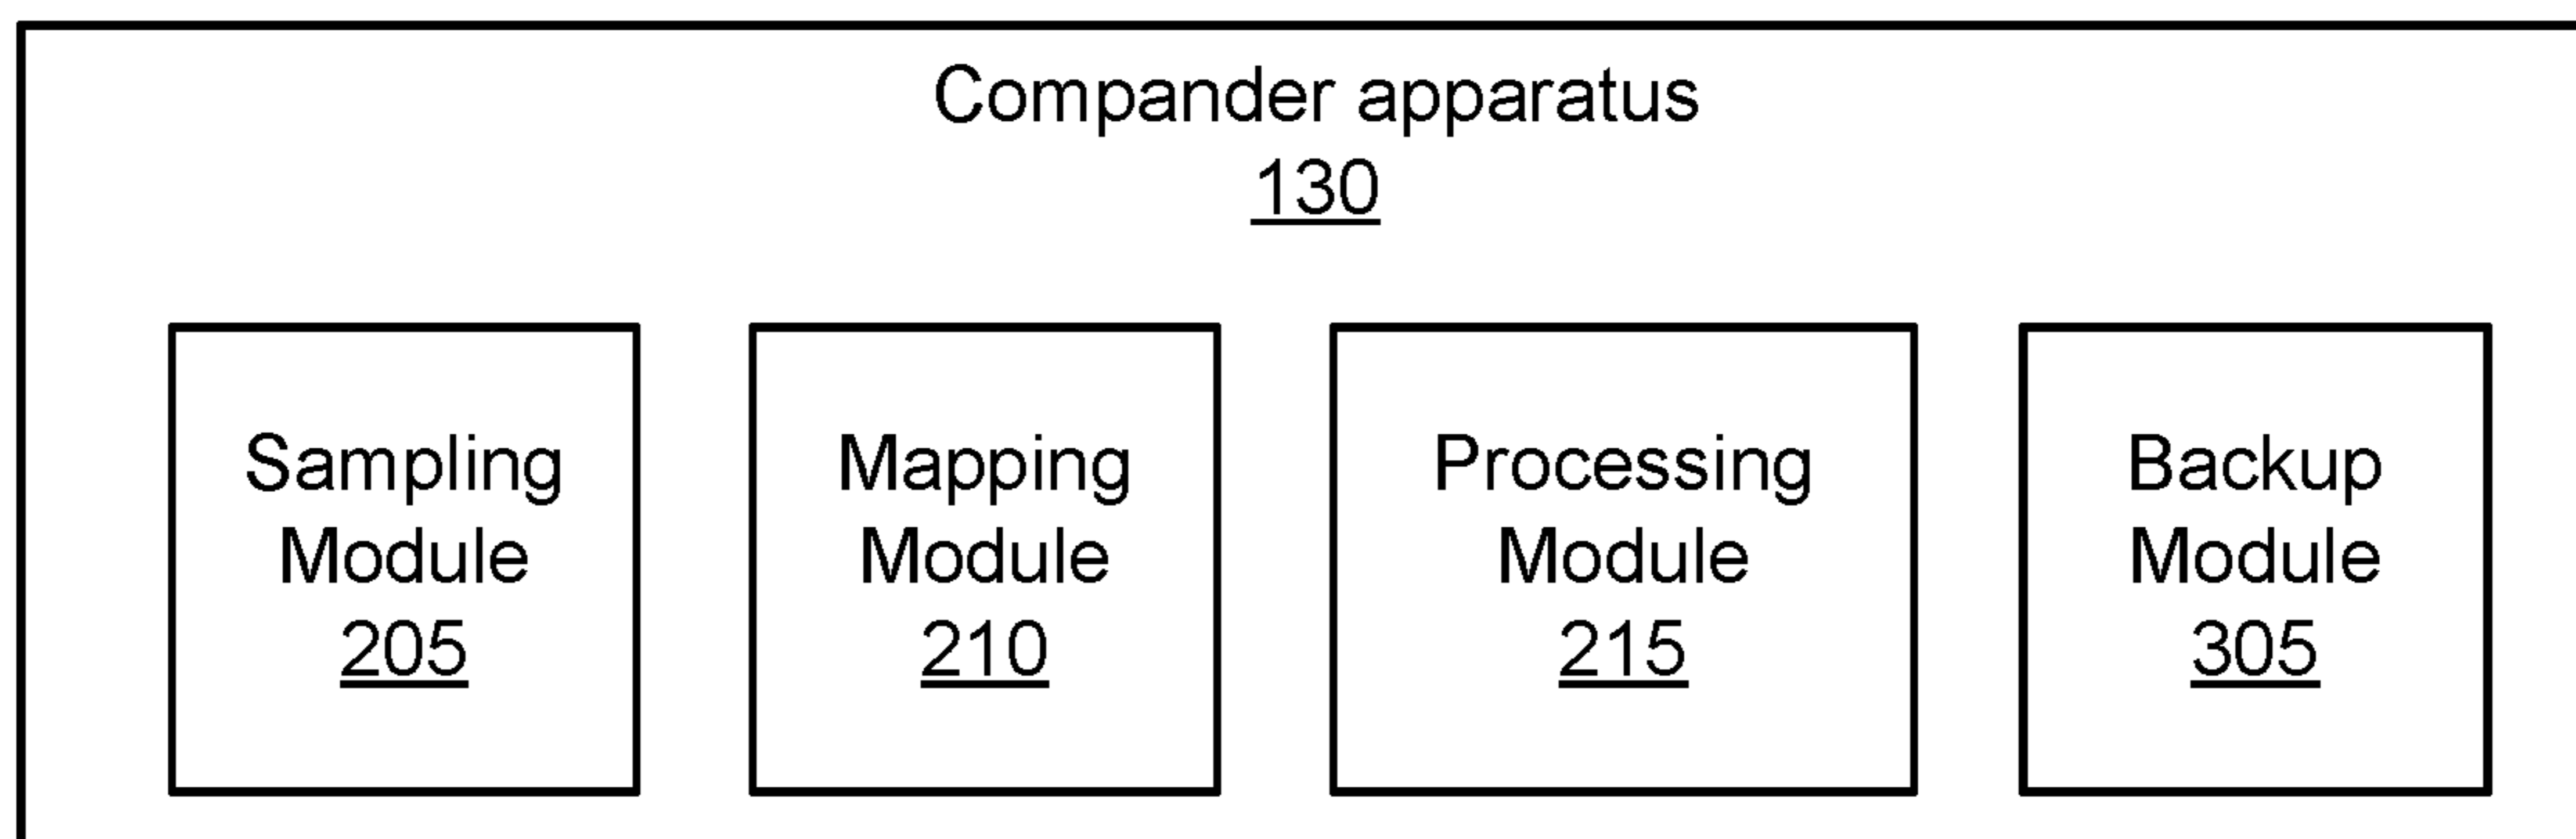 Compander apparatus
130
Sampling
Module
205
Mapping
Module
210
Processing
Module
215
Backup
Module
305